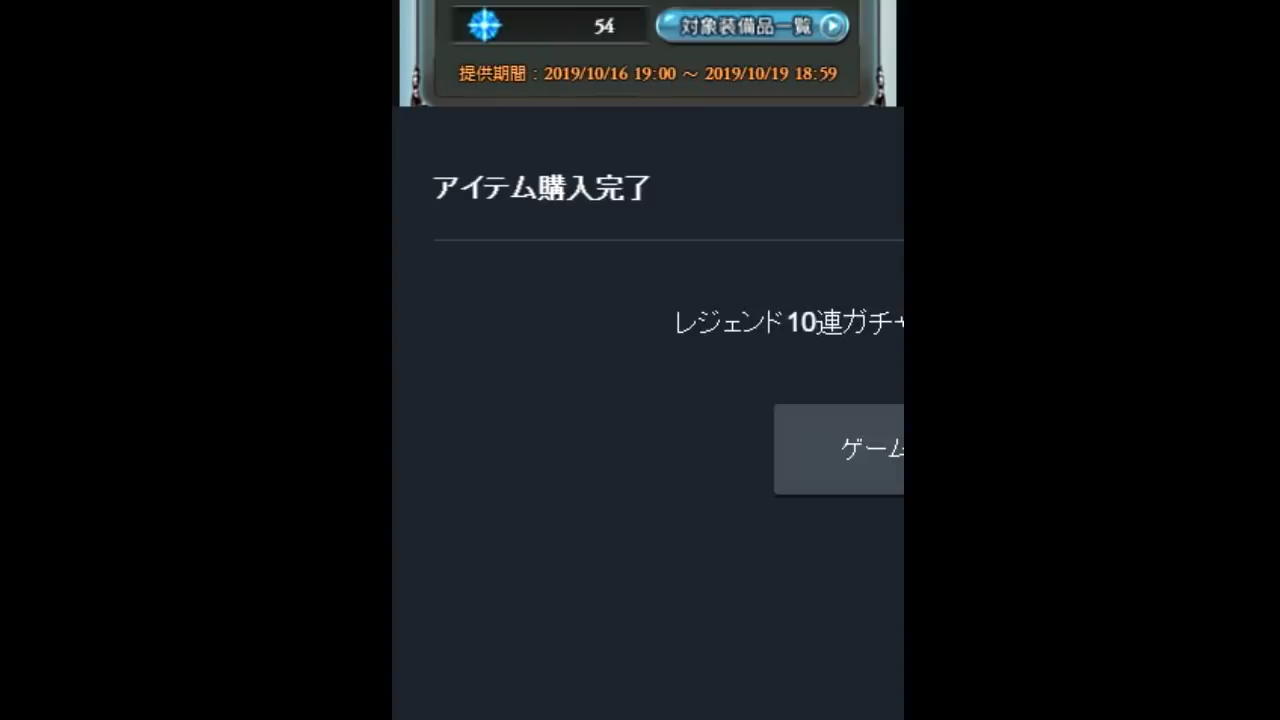 54
対象装備品一覧
提供期間：2019/10/16 19:00 ～ 2019/10/19 18:59
アイテム購入完了
レジェンド10連ガチャ
ゲーム